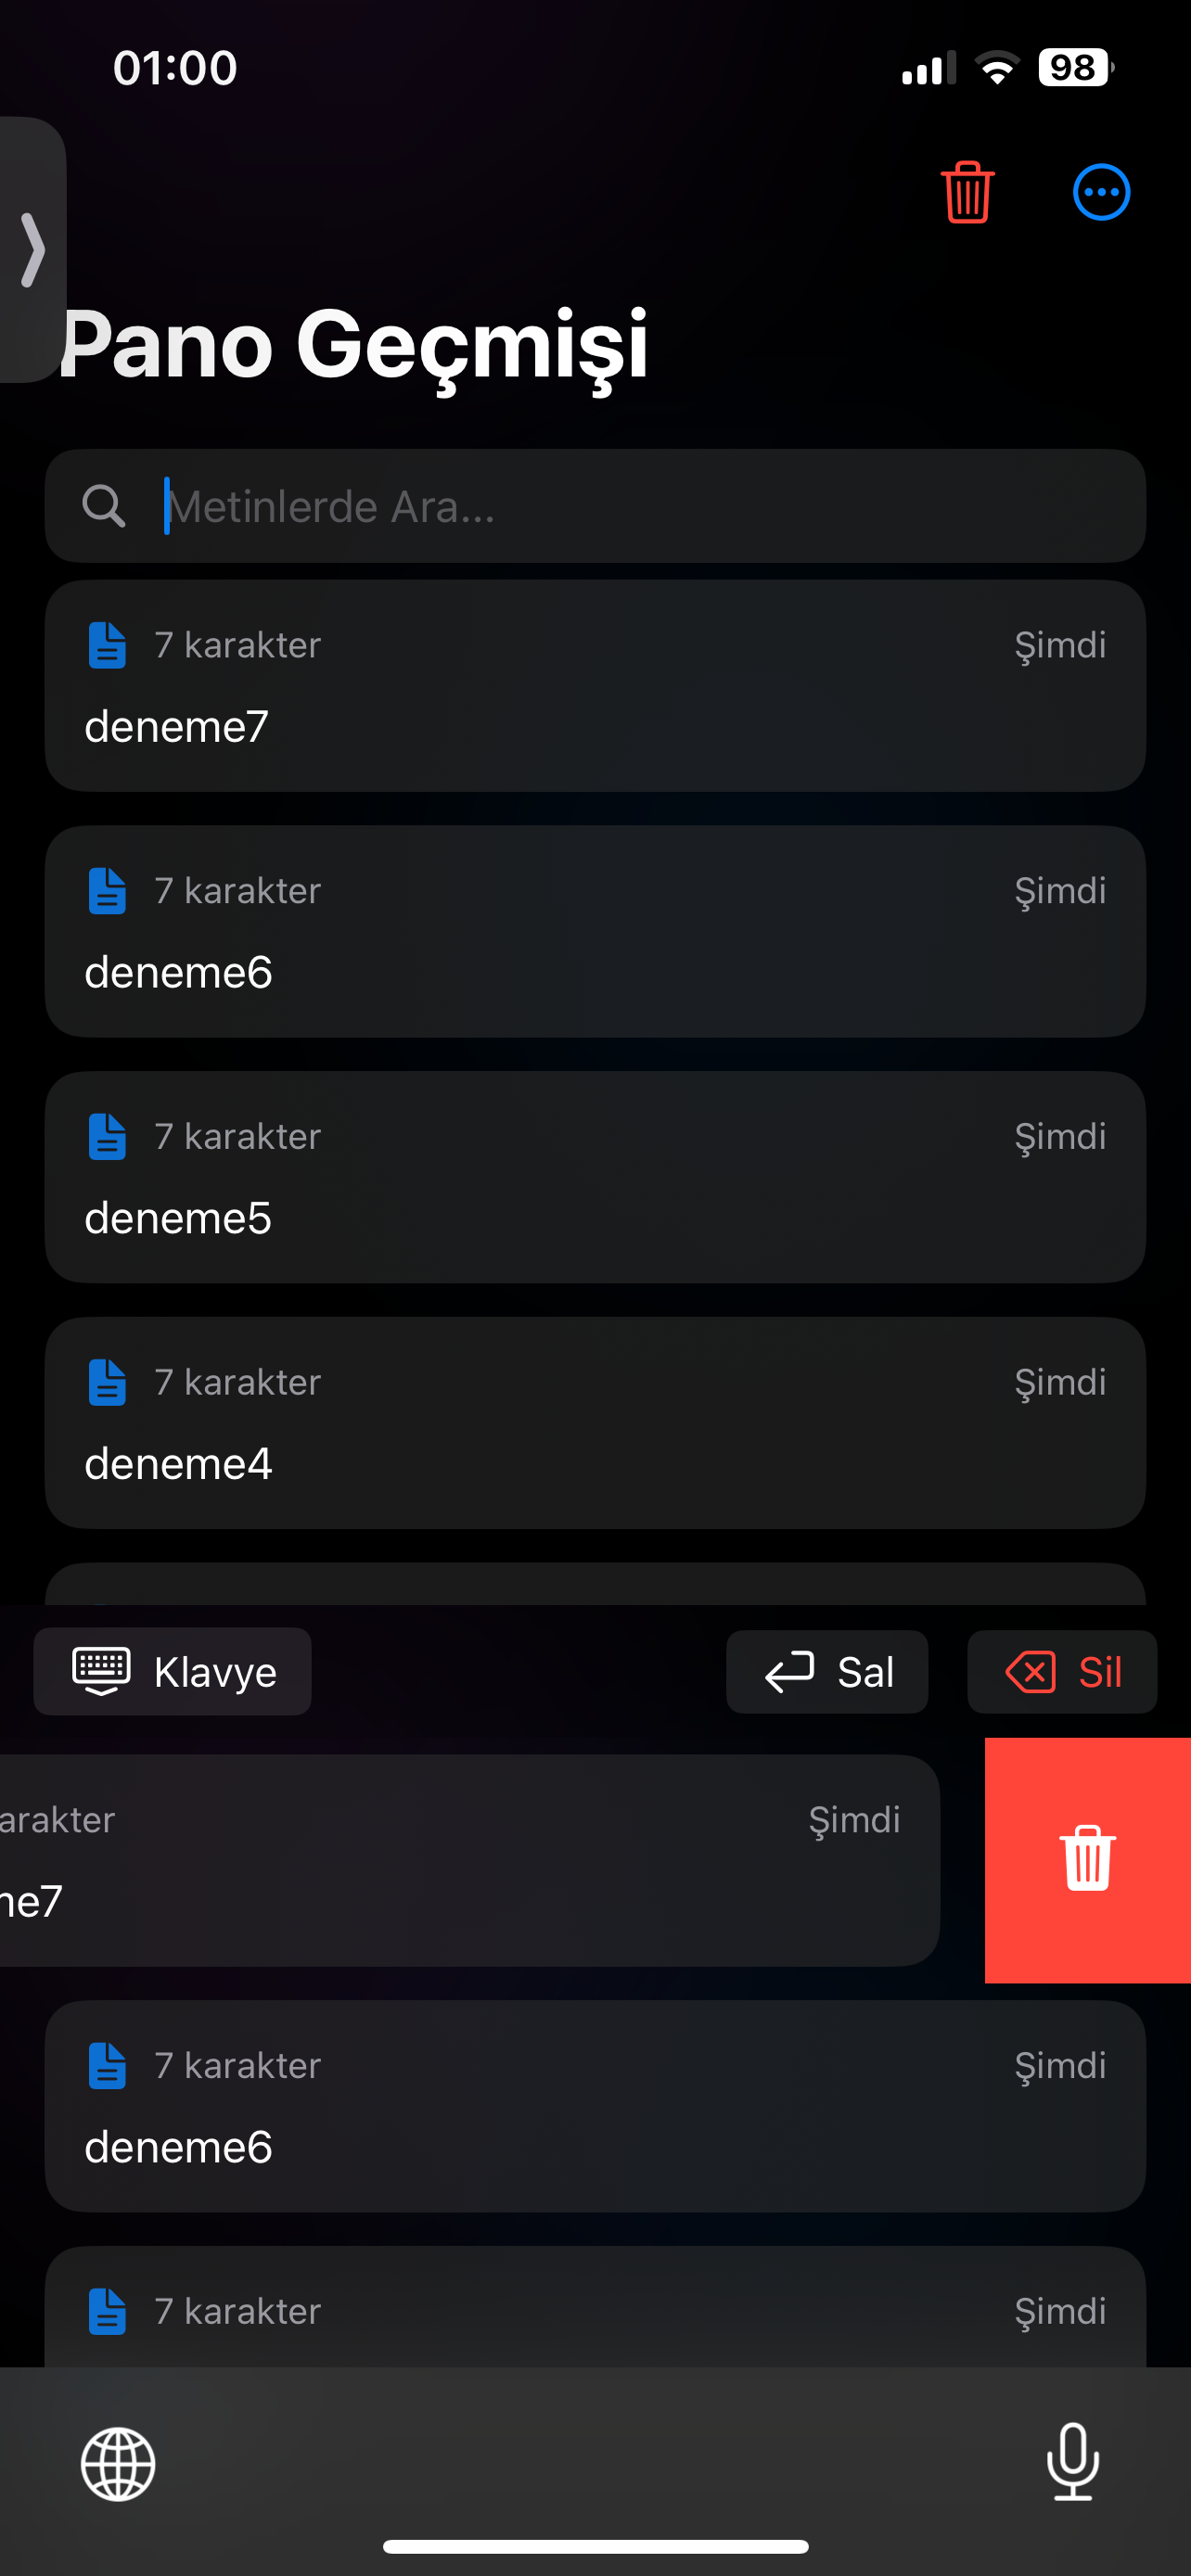 01:00
98
Pano Geçmişi
Metinlerde Ara...
7 karakter
Şimdi
deneme7
7 karakter
Şimdi
deneme6
7 karakter
Şimdi
deneme5
7 karakter
Şimdi
deneme4
Klavye
Sal
Sil
arakter
Şimdi
ne7
7 karakter
Şimdi
deneme6
7 karakter
Şimdi